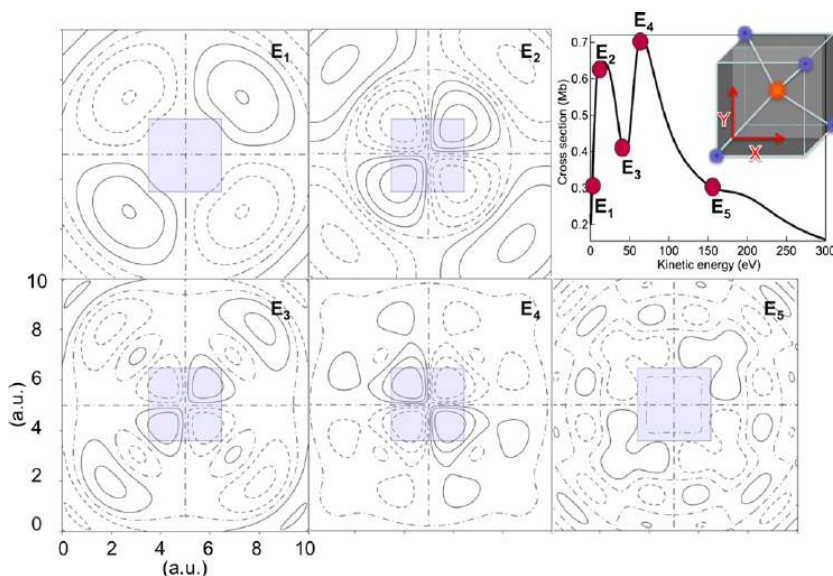 E1
E2
0.7
0.6
0.5
0.4
0.3
0.2
Cross section (Mb)
E1
E2
E3
E4
E5
0 50 100 150 200 250 300
Kinetic energy (eV)
Y
X
E3
E4
E5
10
8
6
4
2
0
(a.u.)
0 2 4 6 8 10
(a.u.)